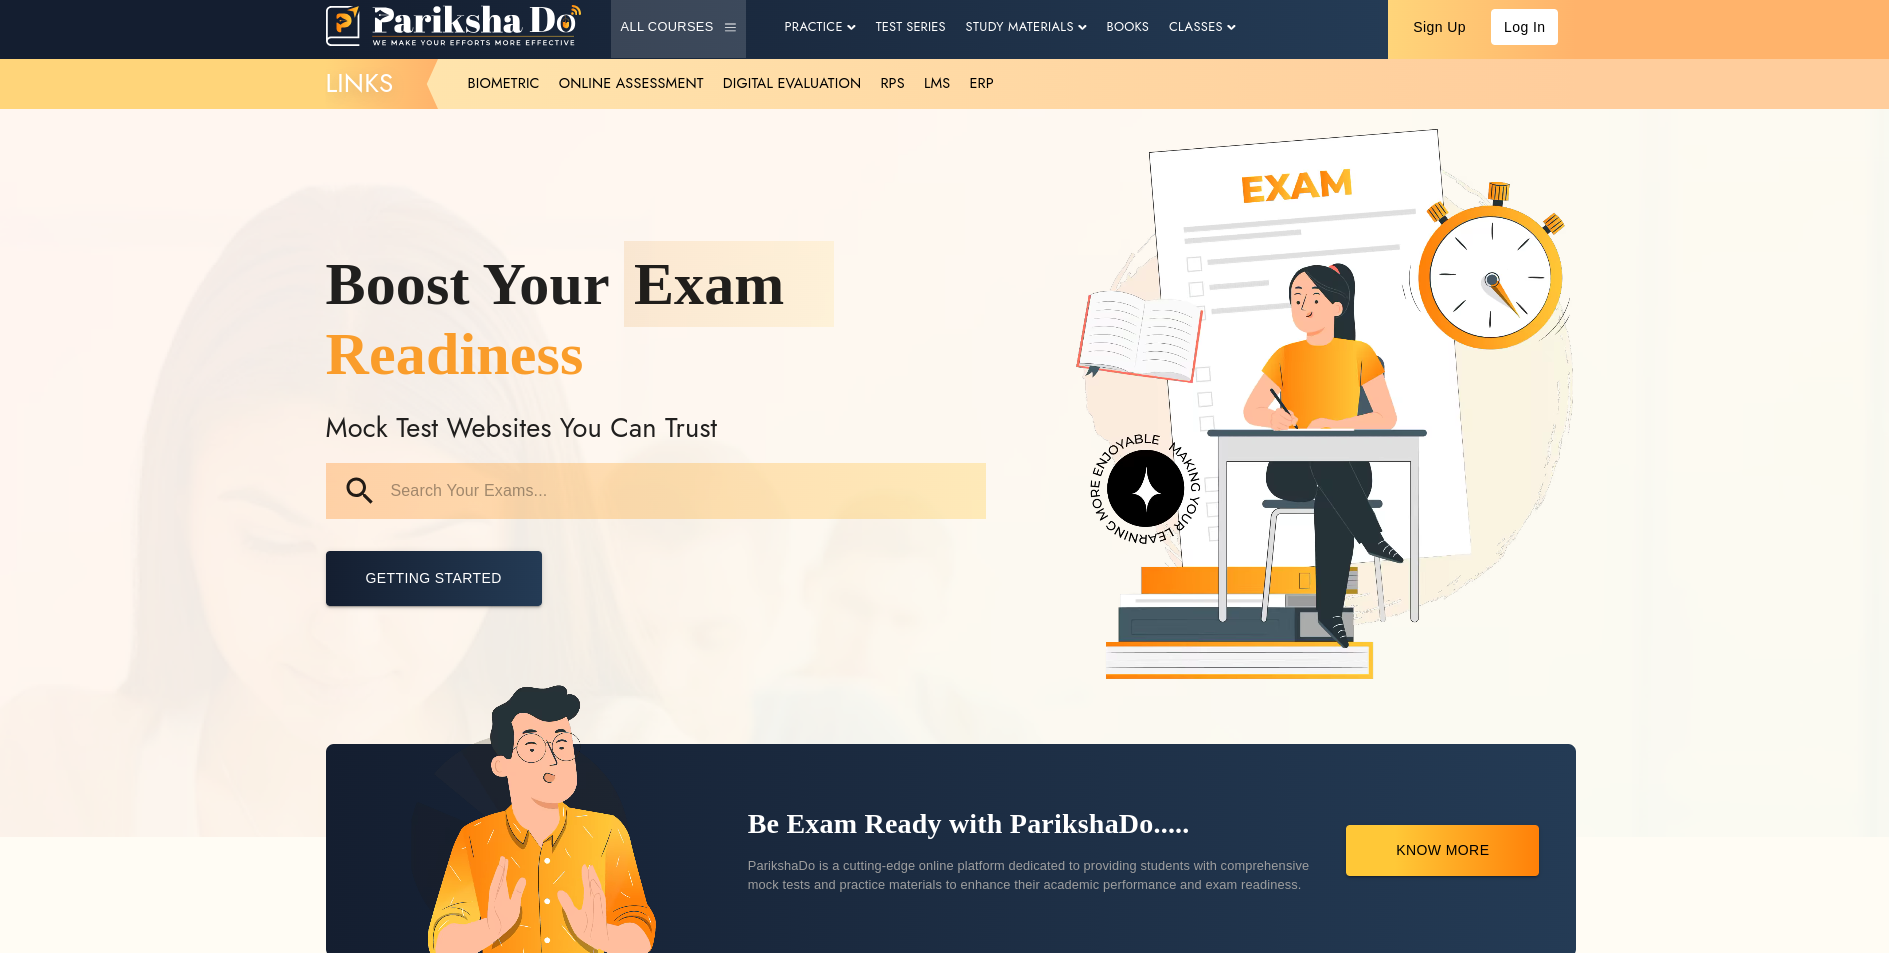 Pariksha Do
WE MAKE YOUR EFFORTS MORE EFFECTIVE
ALL COURSES
PRACTICE
TEST SERIES
STUDY MATERIALS
BOOKS
CLASSES
Sign Up
Log In
LINKS
BIOMETRIC
ONLINE ASSESSMENT
DIGITAL EVALUATION
RPS
LMS
ERP
EXAM
Boost Your Exam
Readiness
Mock Test Websites You Can Trust
Search Your Exams...
MAKING YOUR LEARNING MORE ENJOYABLE
GETTING STARTED
Be Exam Ready with ParikshaDo.....
ParikshaDo is a cutting-edge online platform dedicated to providing students with comprehensive
mock tests and practice materials to enhance their academic performance and exam readiness.
KNOW MORE